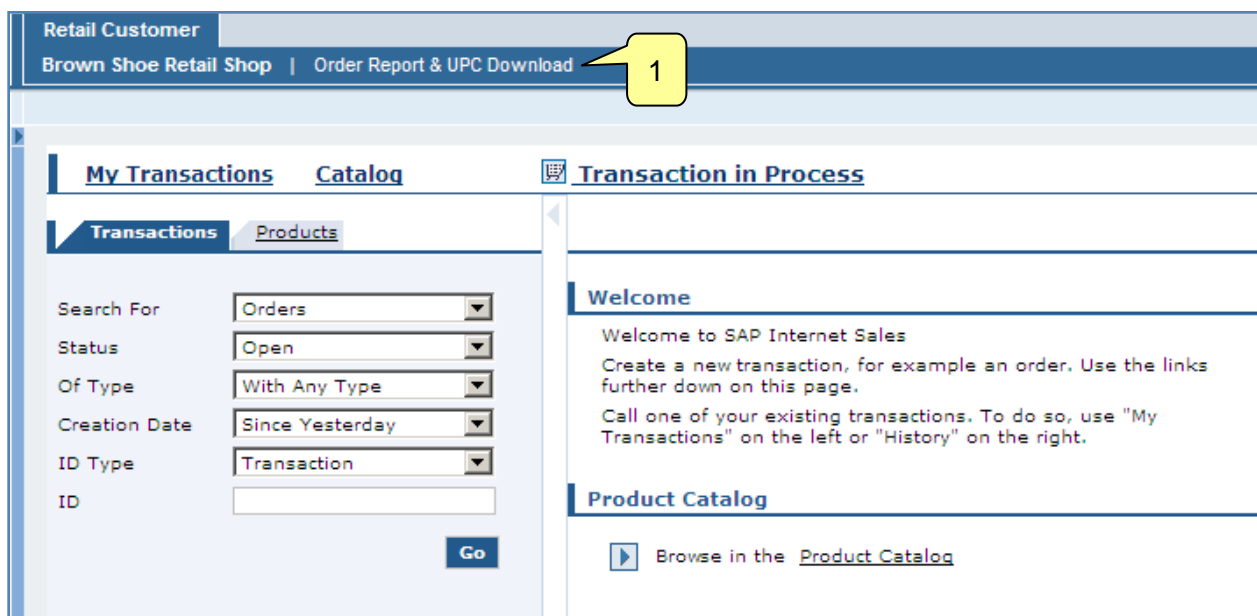 Retail Customer
Brown Shoe Retail Shop | Order Report & UPC Download
1
My Transactions Catalog Transaction in Process
Transactions Products
Search For Orders
Status Open
Of Type With Any Type
Creation Date Since Yesterday
ID Type Transaction
ID
Go
Welcome
Welcome to SAP Internet Sales
Create a new transaction, for example an order. Use the links
further down on this page.
Call one of your existing transactions. To do so, use "My
Transactions" on the left or "History" on the right.
Product Catalog
Browse in the Product Catalog